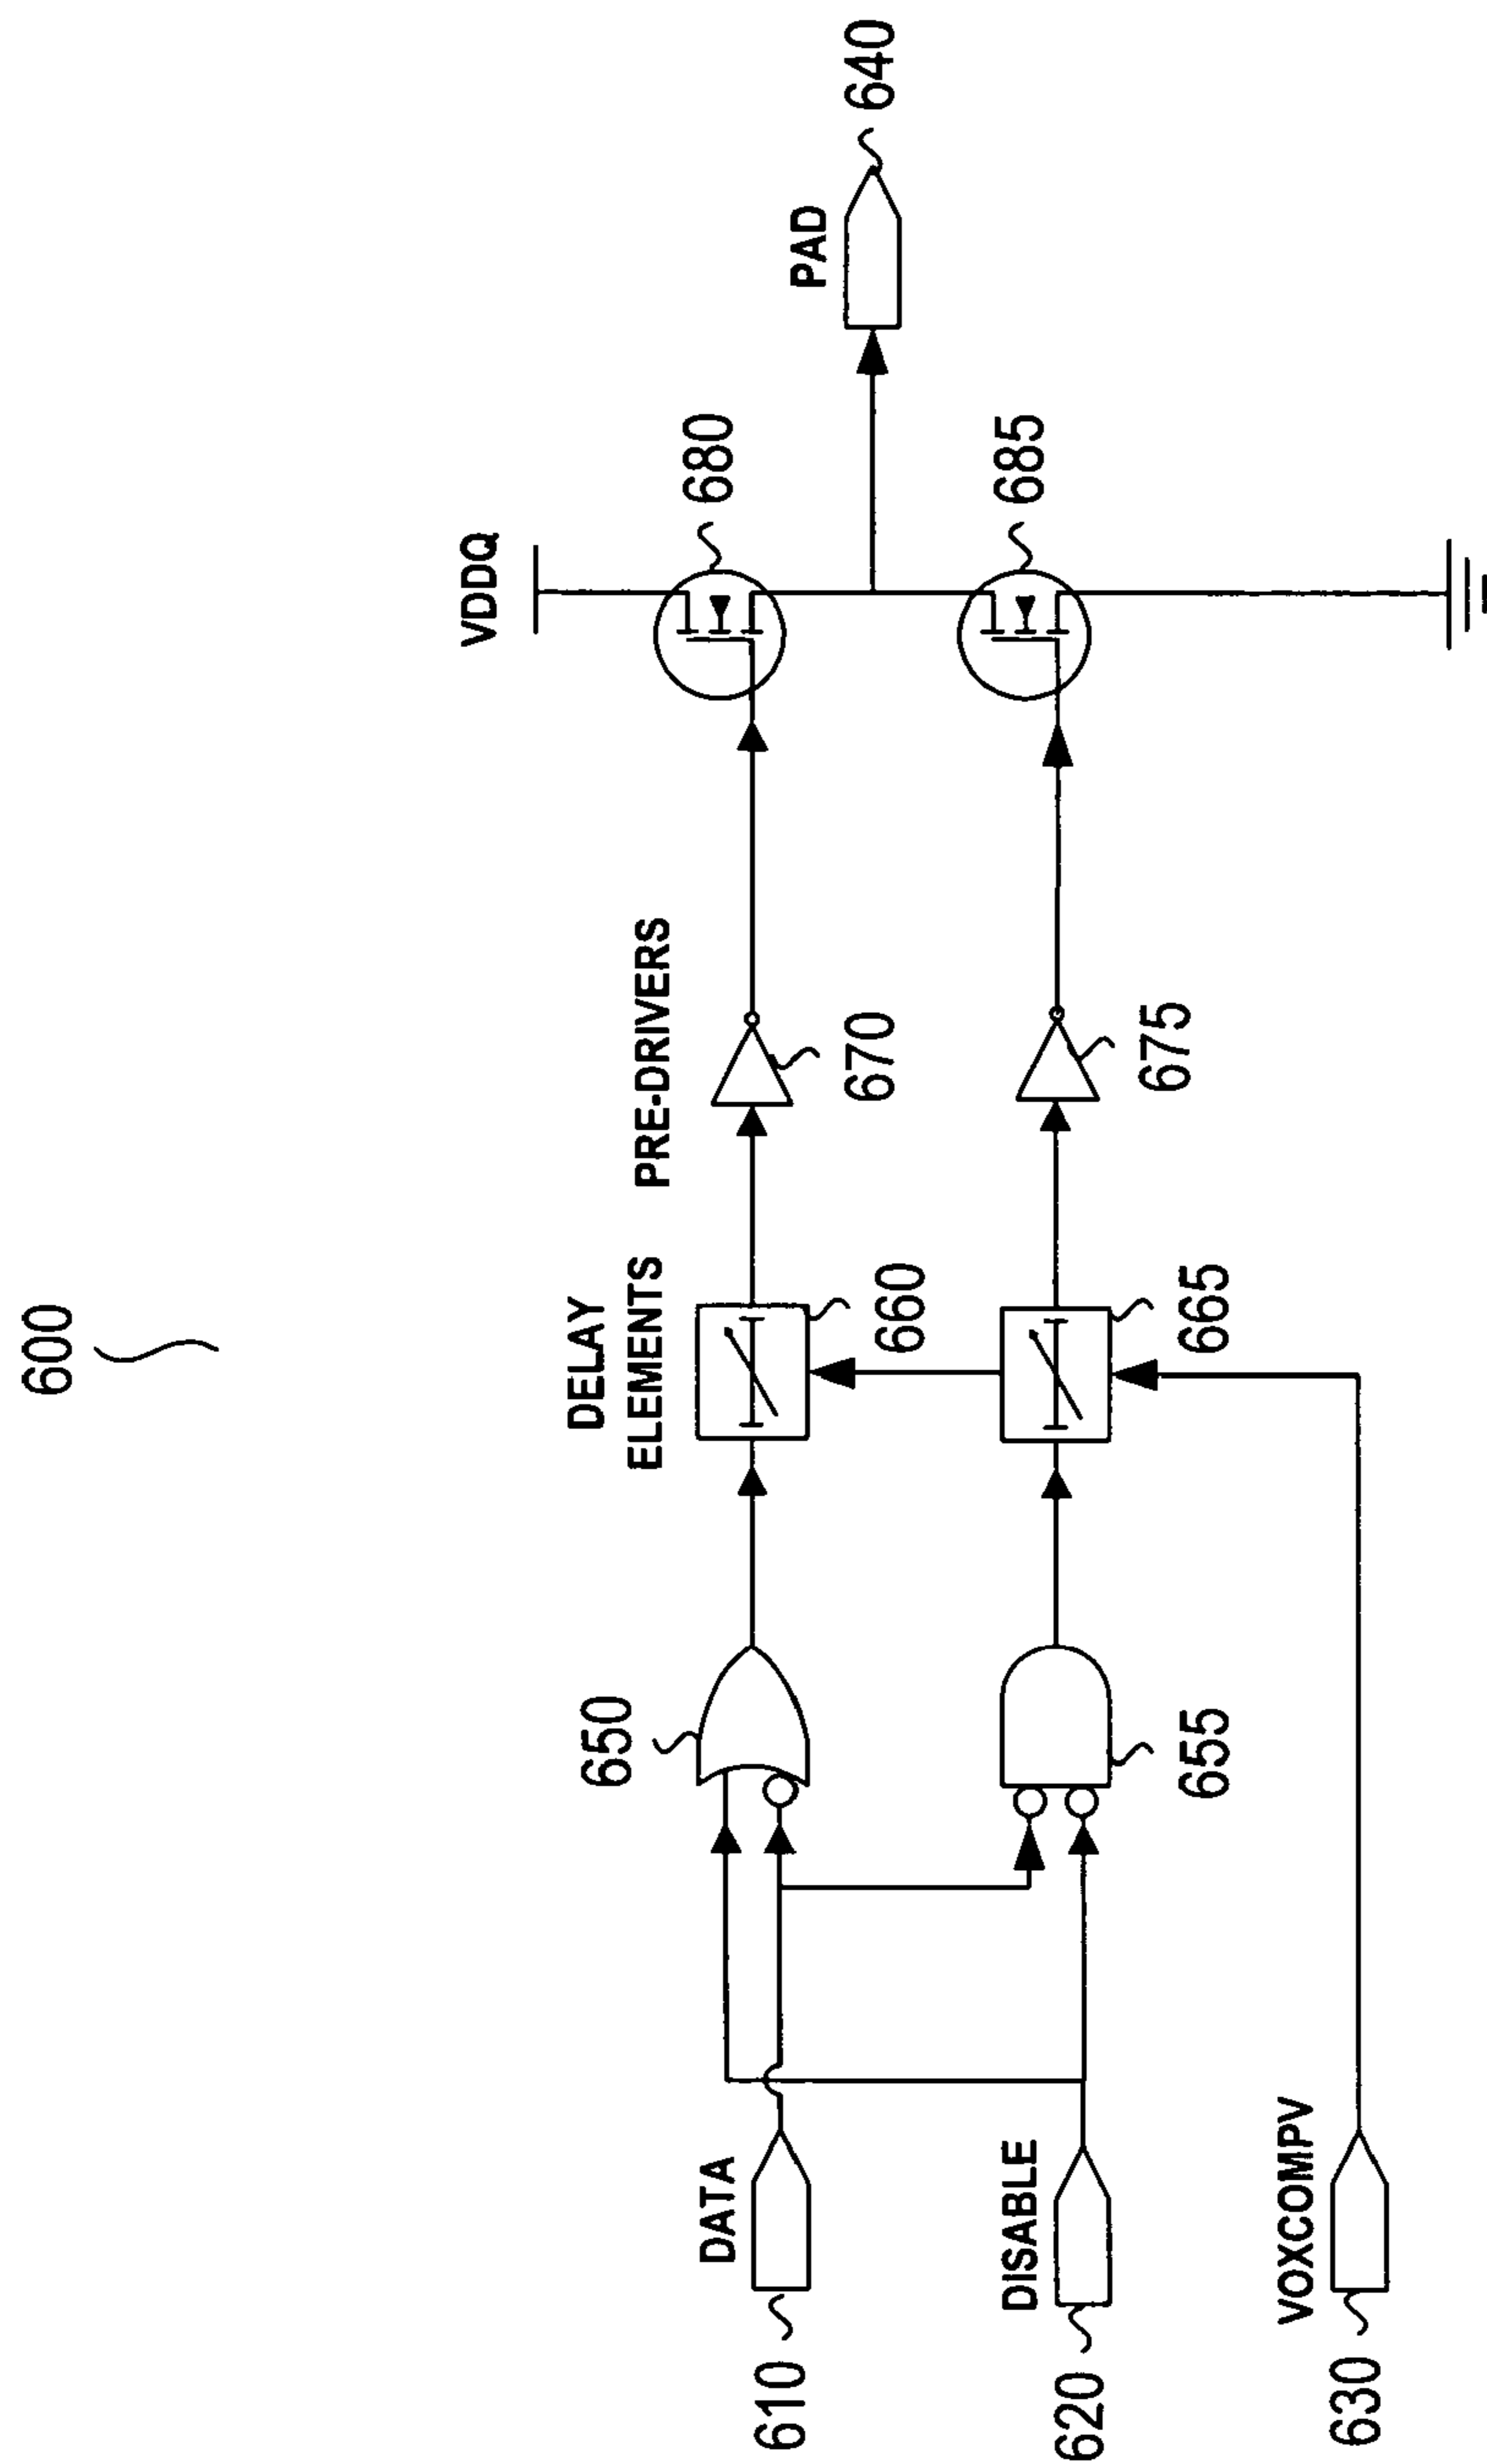 600
VDDQ
DELAY
ELEMENTS
PRE-DRIVERS
680
650
DATA
PAD
610
670
640
660
685
DISABLE
620
655
665
675
VOXCOMPV
630